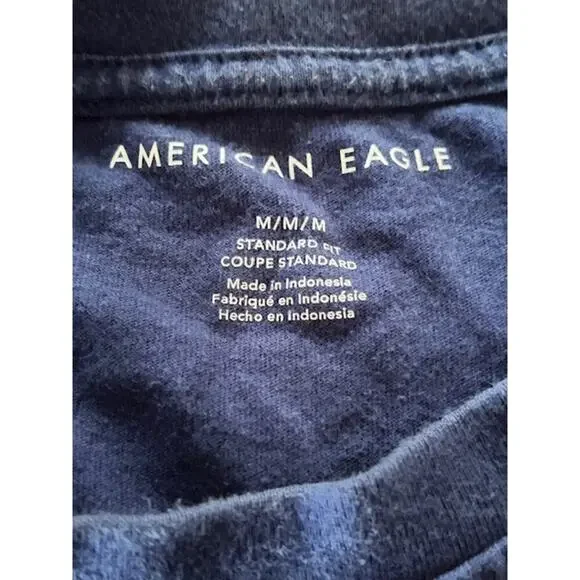 AMERICAN EAGLE
M/M/M
STANDARD FIT
COUPE STANDARD
Made in Indonesia
Fabriqué en Indonésie
Hecho en Indonesia